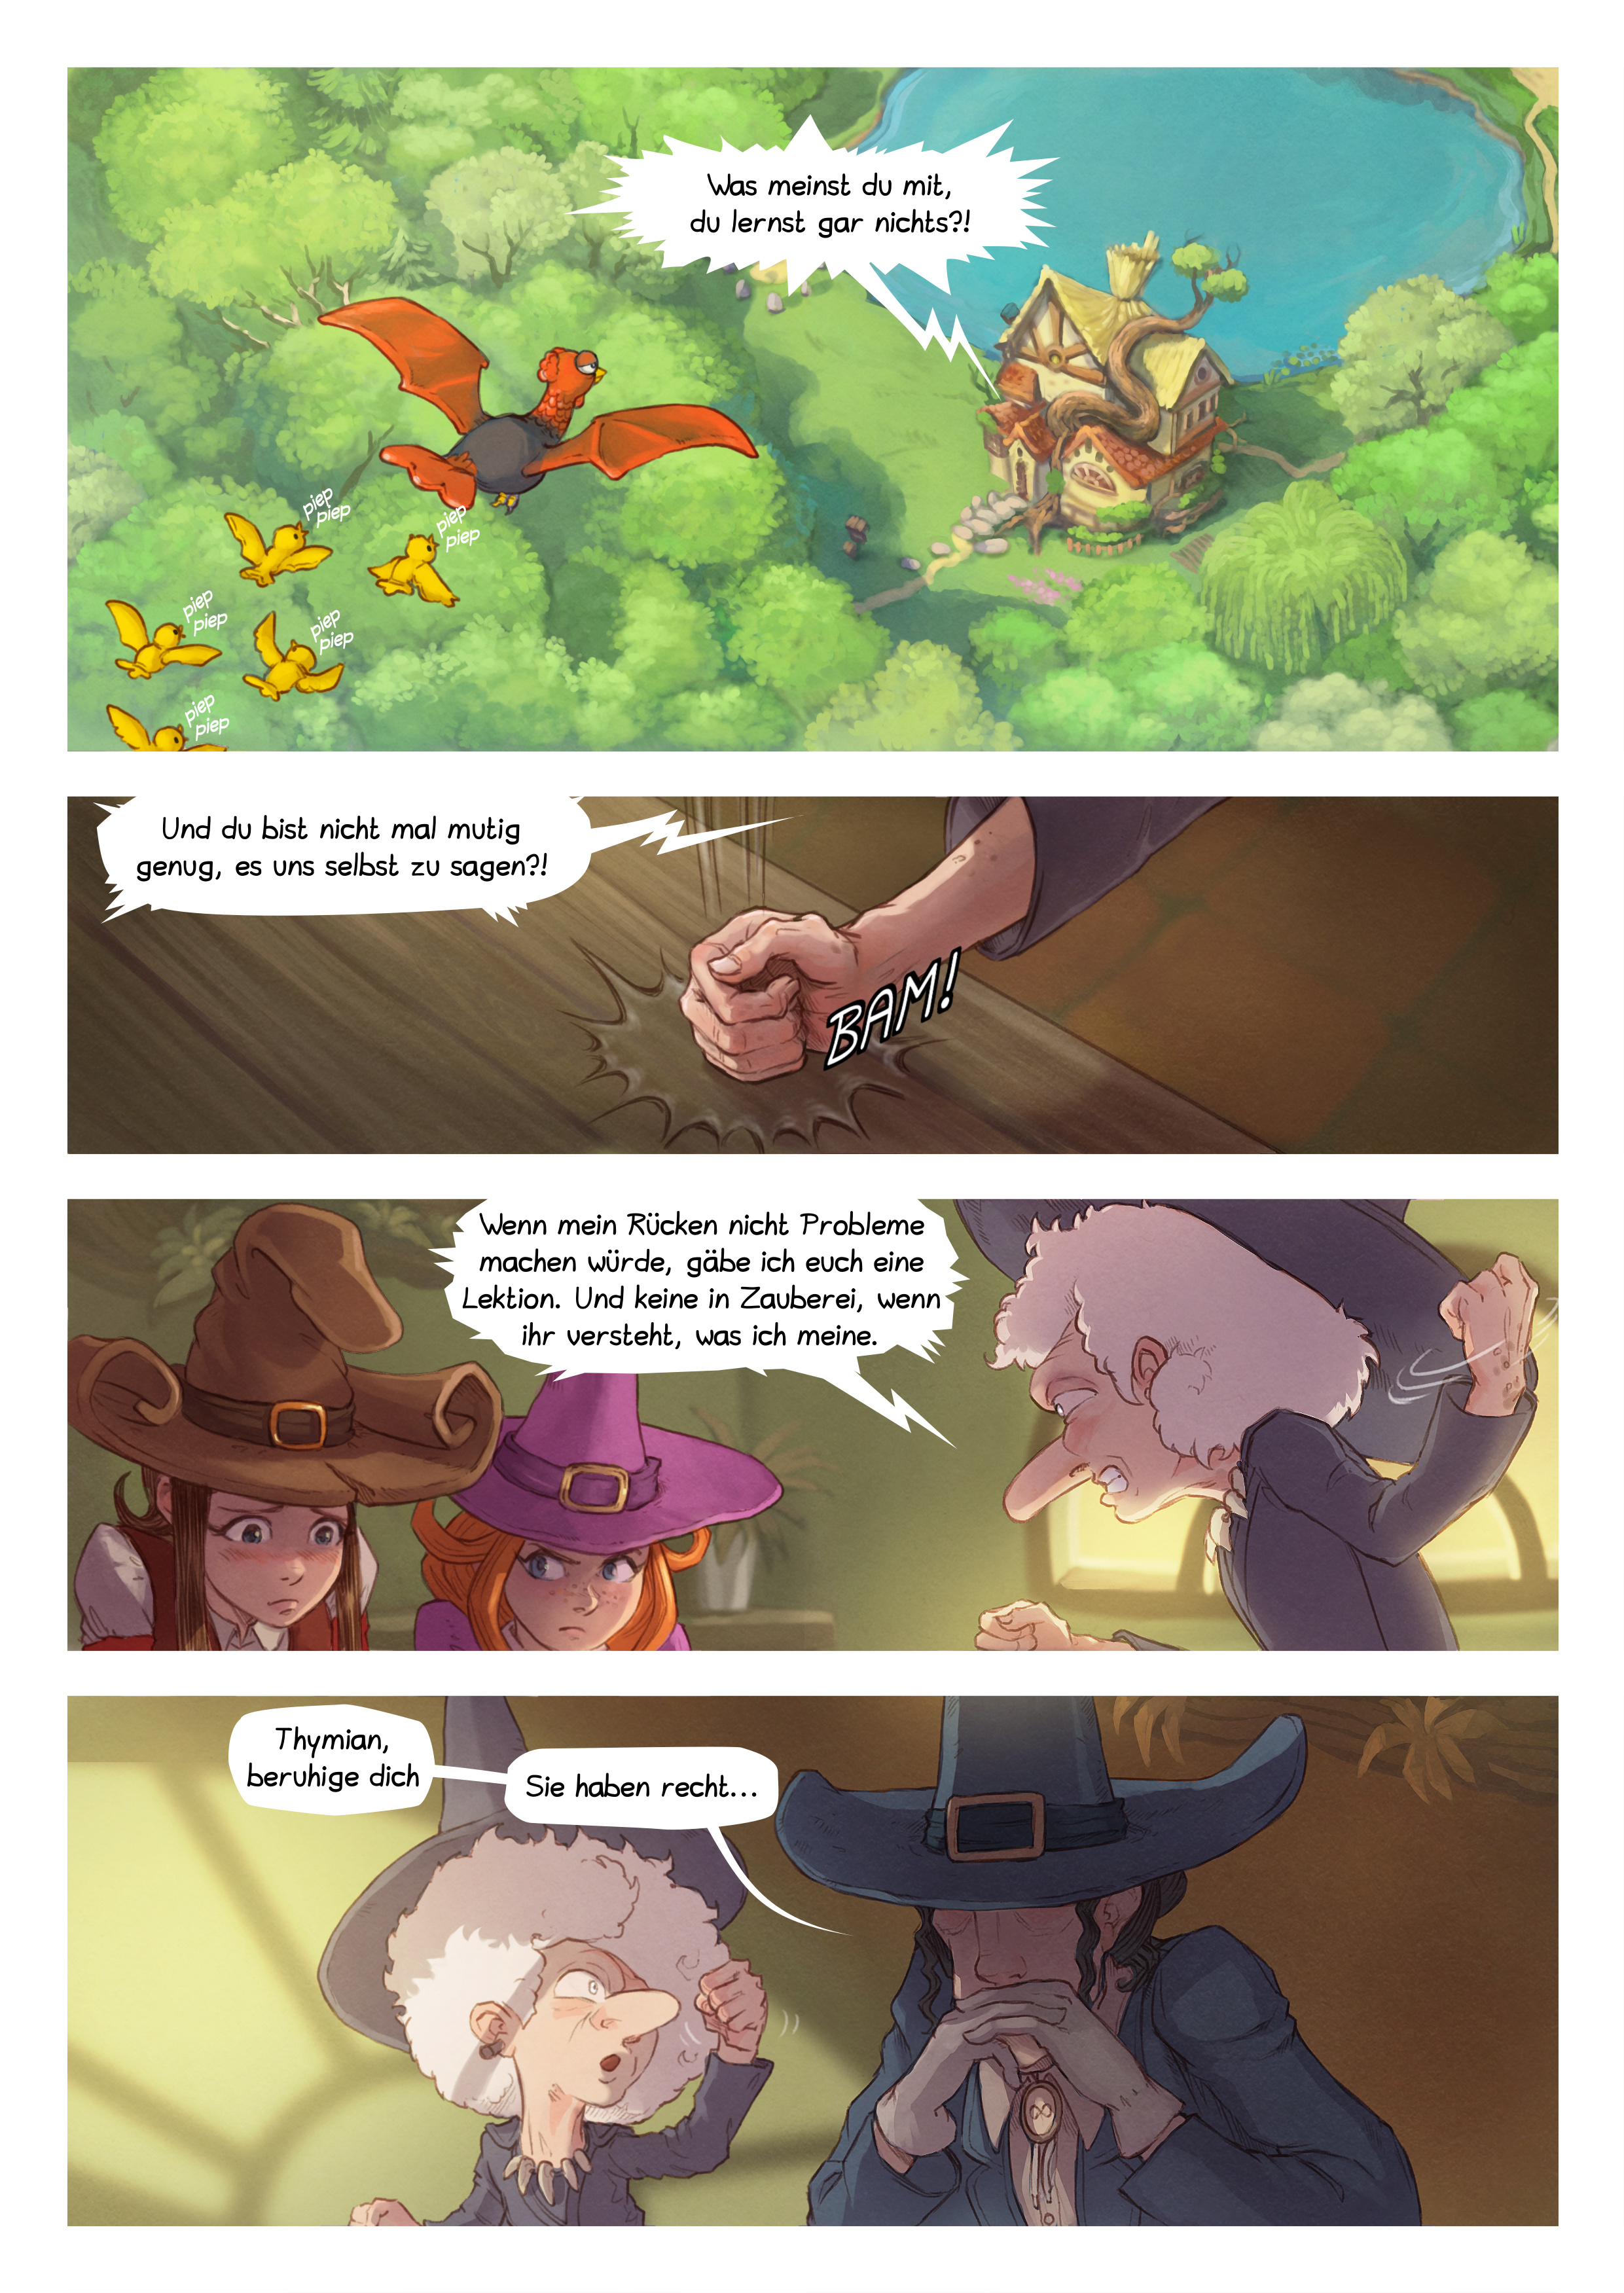 Was meinst du mit,
du lernst gar nichts?!
piep
piep
piep
piep
piep
piep
piep
piep
piep
piep
Und du bist nicht mal mutig
genug, es uns selbst zu sagen?!
BAM!
Wenn mein Rücken nicht Probleme
machen würde, gäbe ich euch eine
Lektion. Und keine in Zauberei, wenn
ihr versteht, was ich meine.
Thymian,
beruhige dich
Sie haben recht...